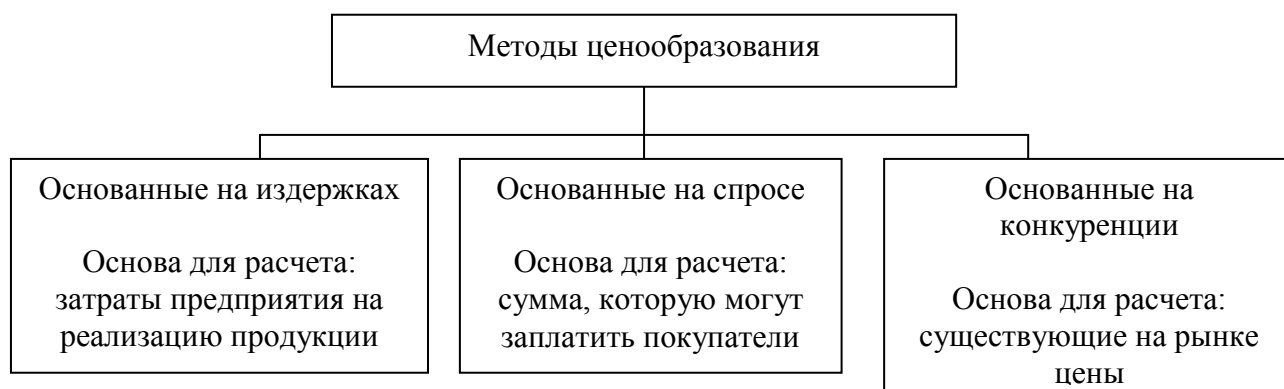 Методы ценообразования
Основанные на издержках
Основа для расчета:
затраты предприятия на
реализацию продукции
Основанные на спросе
Основа для расчета:
сумма, которую могут
заплатить покупатели
Основанные на
конкуренции
Основа для расчета:
существующие на рынке
цены